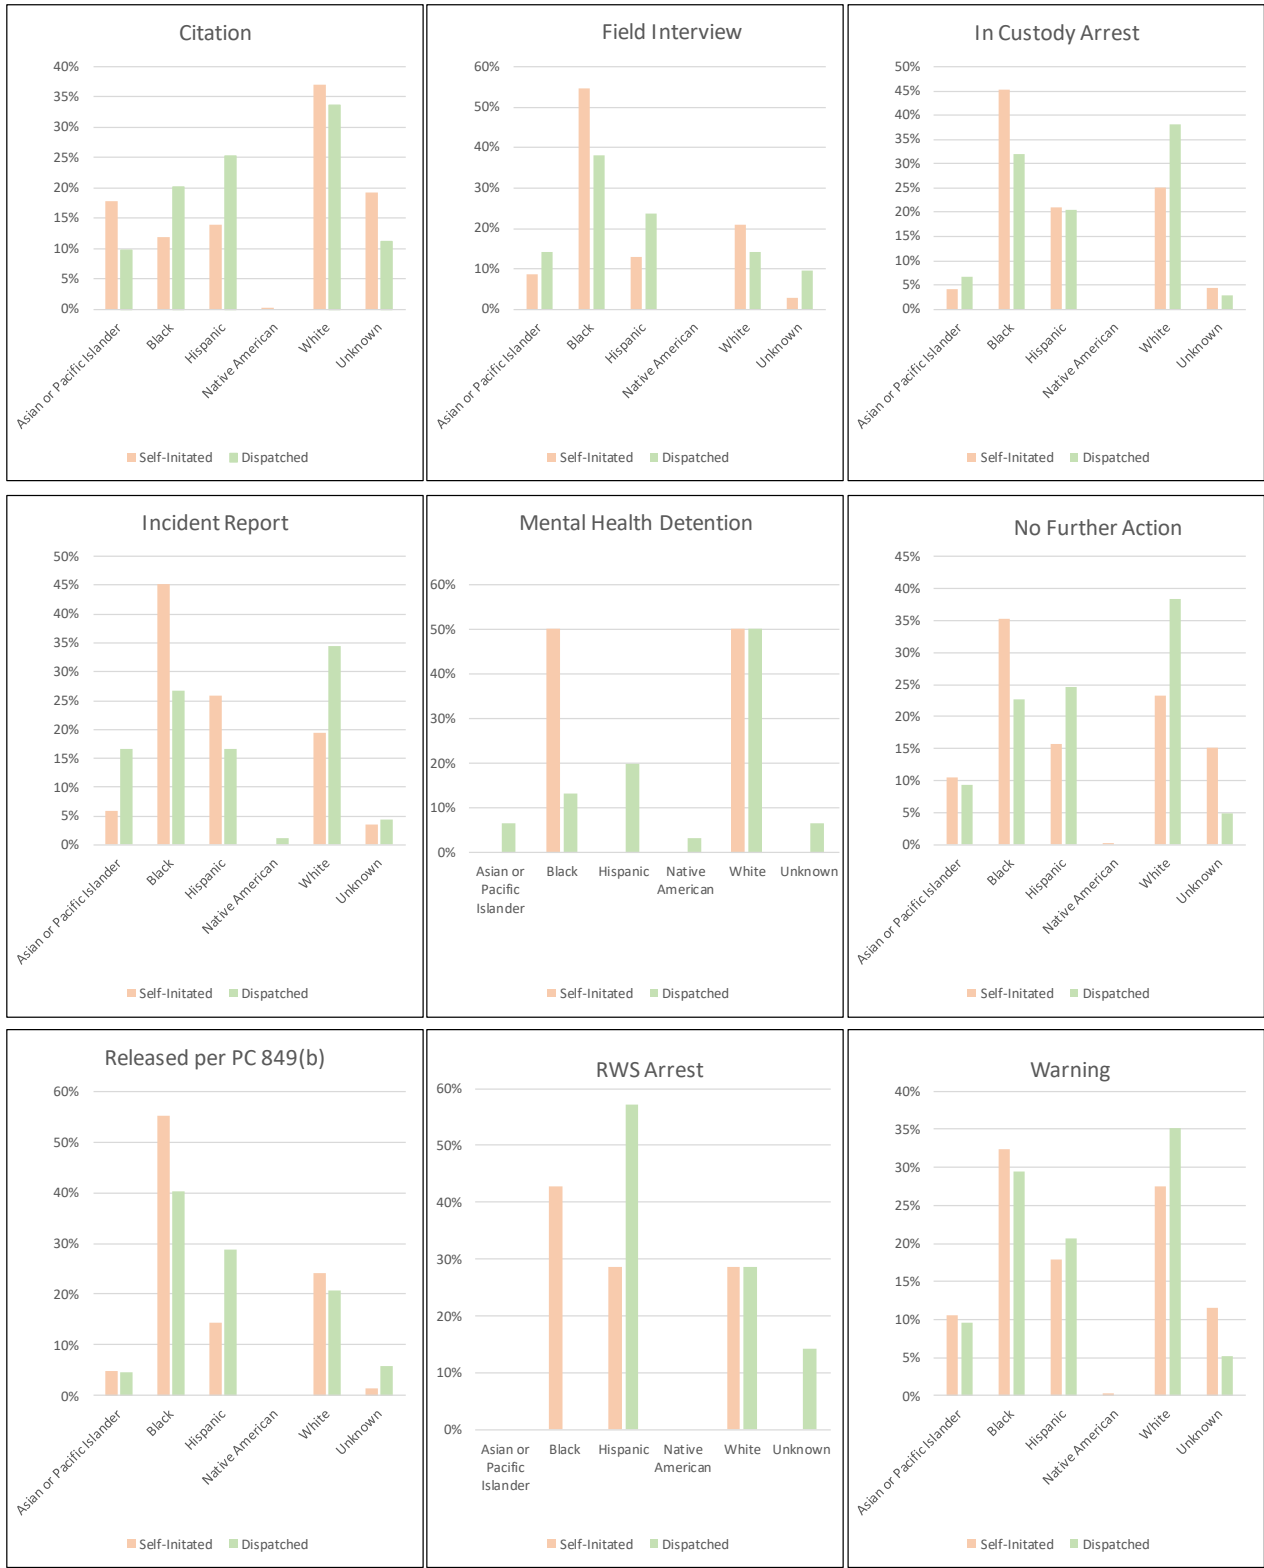 Citation
40%
35%
30%
25%
20%
15%
10%
5%
0%
Asian or Pacific Islander
Black
Hispanic
Native American
White
Unknown
Self-Initated Dispatched
Field Interview
60%
50%
40%
30%
20%
10%
0%
Asian or Pacific Islander
Black
Hispanic
Native American
White
Unknown
Self-Initated Dispatched
In Custody Arrest
50%
45%
40%
35%
30%
25%
20%
15%
10%
5%
0%
Asian or Pacific Islander
Black
Hispanic
Native American
White
Unknown
Self-Initated Dispatched
Incident Report
50%
45%
40%
35%
30%
25%
20%
15%
10%
5%
0%
Asian or Pacific Islander
Black
Hispanic
Native American
White
Unknown
Self-Initated Dispatched
Mental Health Detention
60%
50%
40%
30%
20%
10%
0%
Asian or
Pacific
Islander
Black
Hispanic
Native
American
White
Unknown
Self-Initated Dispatched
No Further Action
45%
40%
35%
30%
25%
20%
15%
10%
5%
0%
Asian or Pacific Islander
Black
Hispanic
Native American
White
Unknown
Self-Initated Dispatched
Released per PC 849(b)
60%
50%
40%
30%
20%
10%
0%
Asian or Pacific Islander
Black
Hispanic
Native American
White
Unknown
Self-Initated Dispatched
RWS Arrest
60%
50%
40%
30%
20%
10%
0%
Asian or
Pacific
Islander
Black
Hispanic
Native
American
White
Unknown
Self-Initated Dispatched
Warning
40%
35%
30%
25%
20%
15%
10%
5%
0%
Asian or Pacific Islander
Black
Hispanic
Native American
White
Unknown
Self-Initated Dispatched